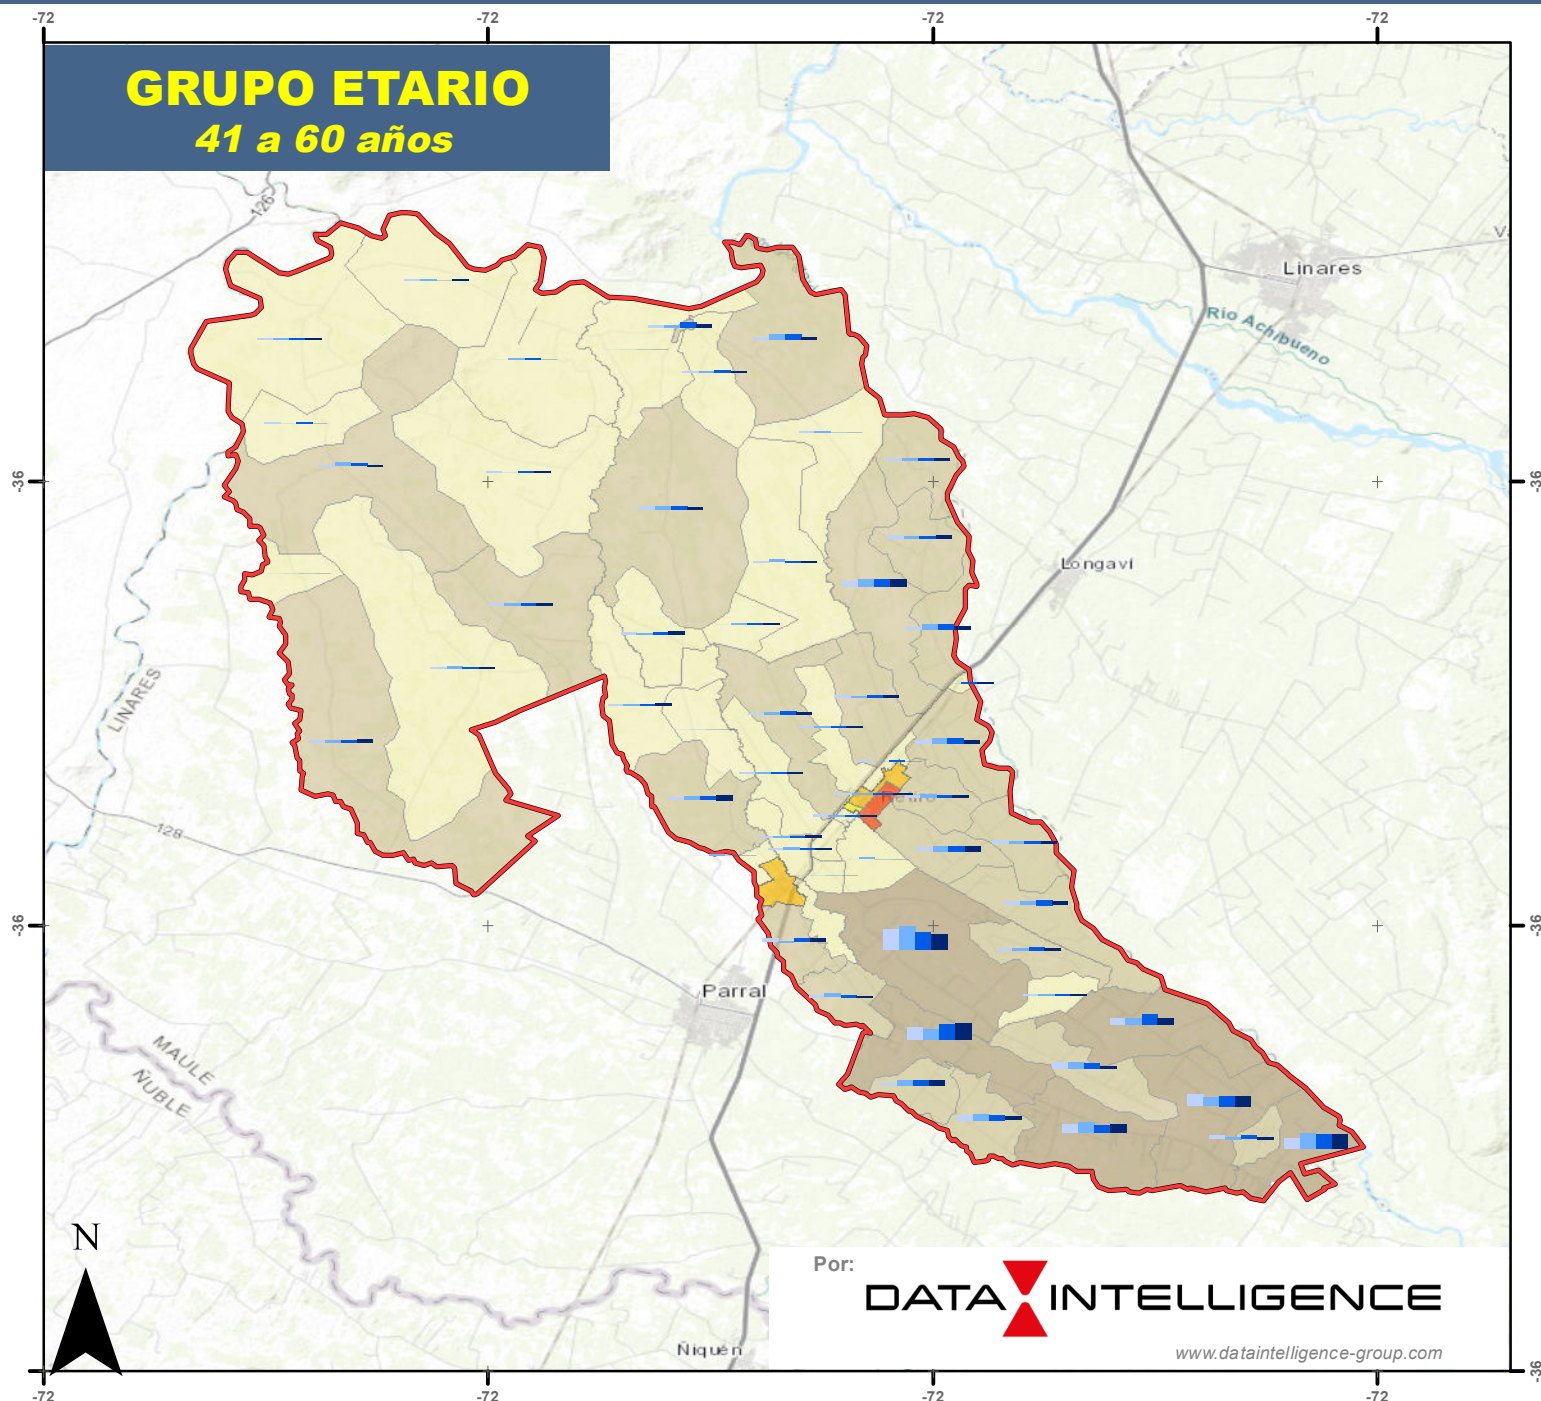 -72 -72 -72 -72
GRUPO ETARIO
41 a 60 años
126
Linares
Río Achibueno
-36 -36
Longaví
LINARES
Retiro
128
-36 -36
Parral
MAULE
ÑUBLE
N
Por:
DATA INTELLIGENCE
Ñiquén
www.dataintelligence-group.com
-36
-72 -72 -72 -72